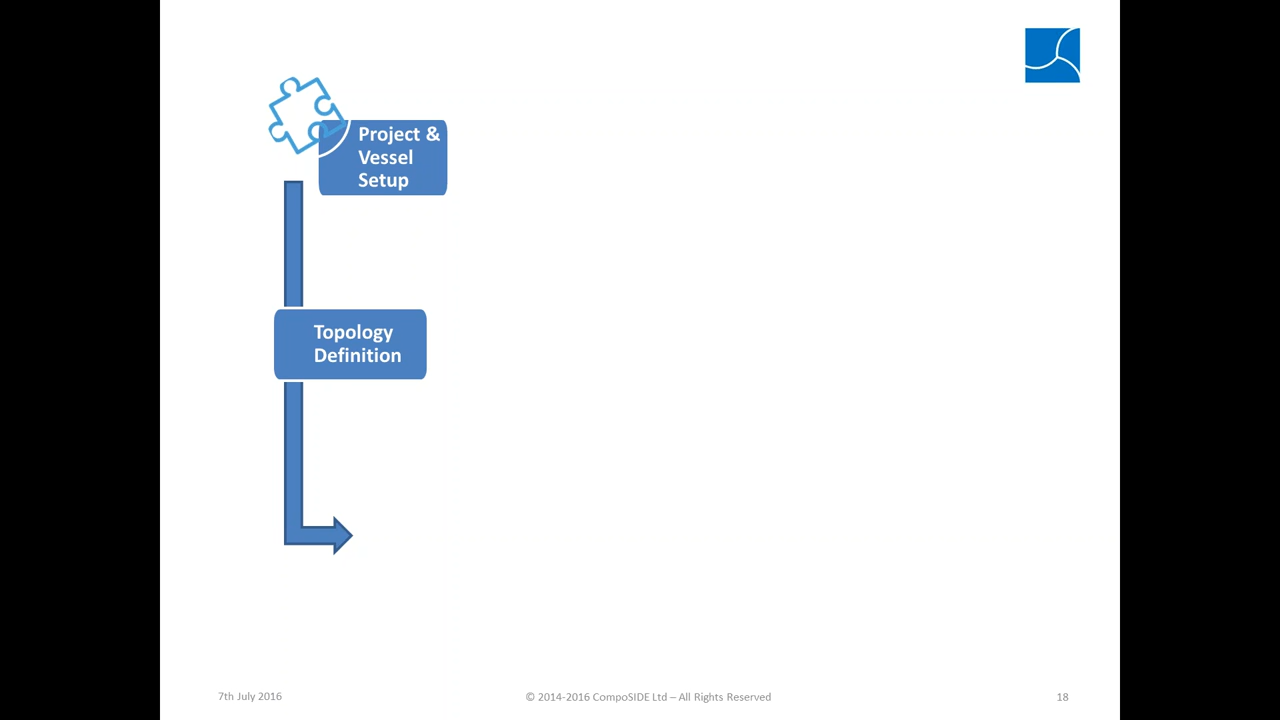 Project &
Vessel
Setup
Topology
Definition
7th July 2016
© 2014-2016 CompoSIDE Ltd – All Rights Reserved
18